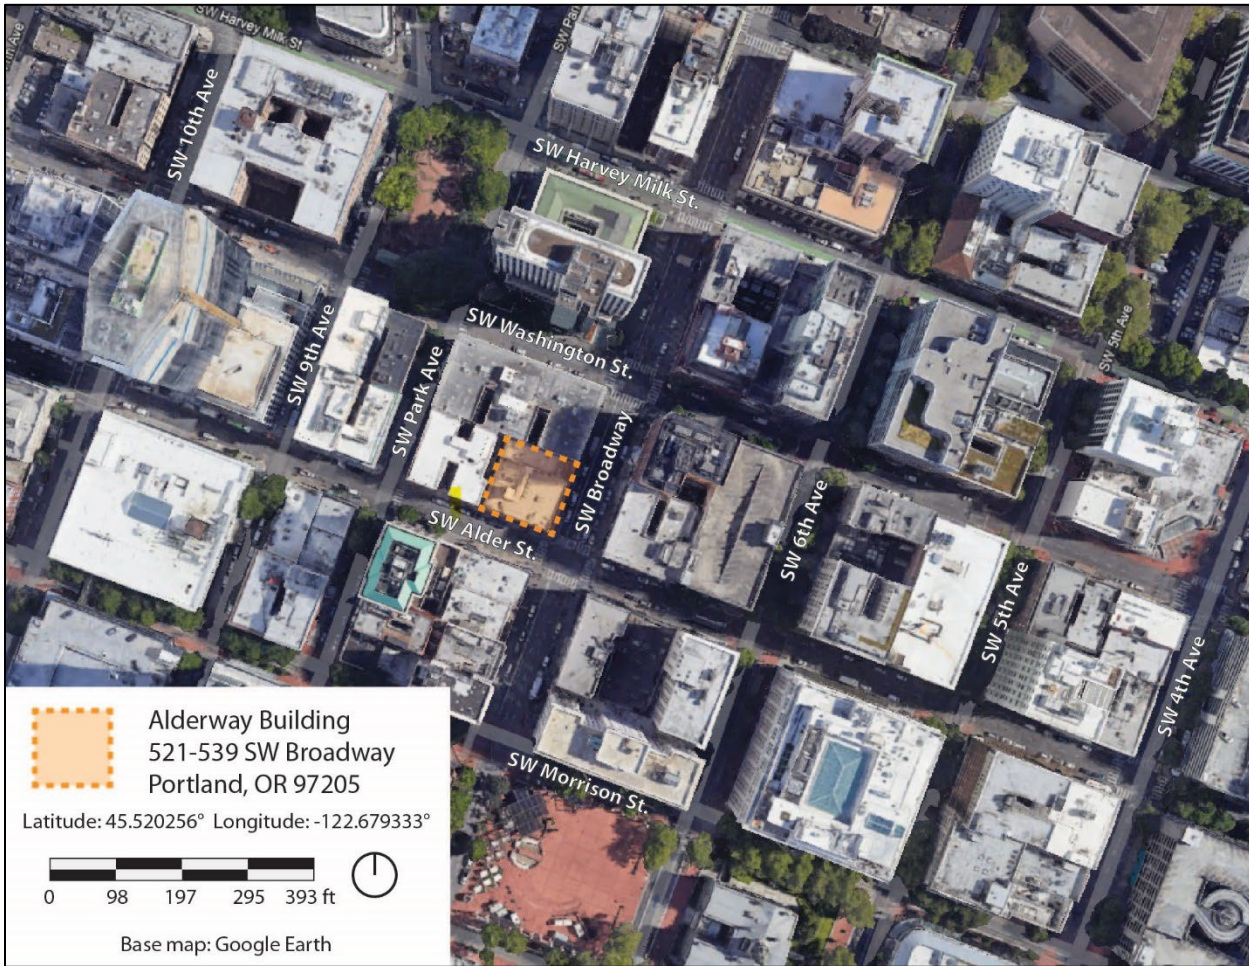 SW Harvey Milk St
SW 10th Ave
SW Harvey Milk St.
SW Washington St.
SW 9th Ave
SW Park Ave
SW Broadway
SW Alder St.
SW 6th Ave
SW 5th Ave
SW 5th Ave
SW 4th Ave
SW Morrison St.
Alderway Building
521-539 SW Broadway
Portland, OR 97205
Latitude: 45.520256° Longitude: -122.679333°
0 98 197 295 393 ft
Base map: Google Earth